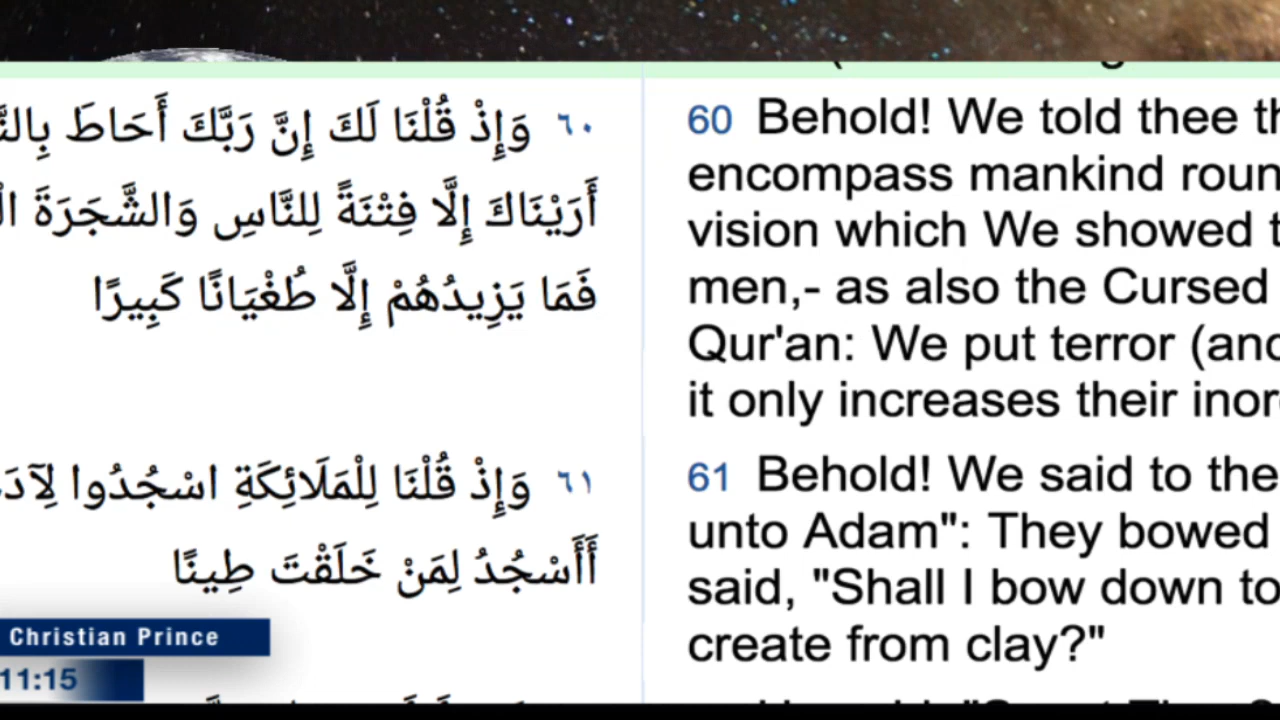 ٦٠ وَإِذْ قُلْنَا لَكَ إِنَّ رَبَّكَ أَحَاطَ
أَرَيْنَاكَ إِلَّا فِتْنَةً لِلنَّاسِ وَالشَّجَرَةَ
فَمَا يَزِيدُهُمْ إِلَّا طُغْيَانًا كَبِيرًا
٦١ وَإِذْ قُلْنَا لِلْمَلَائِكَةِ اسْجُدُوا
أَأَسْجُدُ لِمَنْ خَلَقْتَ طِينًا
60 Behold! We told thee
encompass mankind roun
vision which We showed t
men,- as also the Cursed
Qur'an: We put terror (and
it only increases their inor
61 Behold! We said to the
unto Adam": They bowed
said, "Shall I bow down to
create from clay?"
Christian Prince
11:15